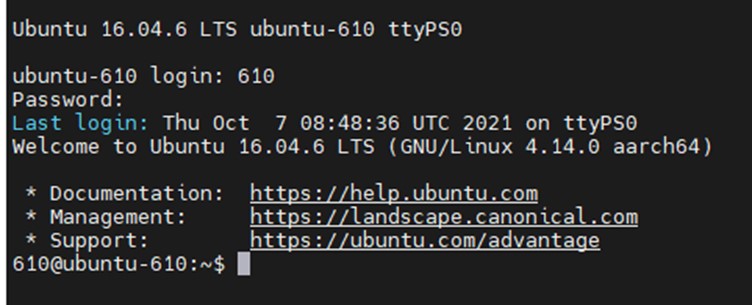 Ubuntu 16.04.6 LTS ubuntu-610 ttyPS0
ubuntu-610 login: 610
Password:
Last login: Thu Oct  7 08:48:36 UTC 2021 on ttyPS0
Welcome to Ubuntu 16.04.6 LTS (GNU/Linux 4.14.0 aarch64)
 * Documentation:  https://help.ubuntu.com
 * Management:     https://landscape.canonical.com
 * Support:        https://ubuntu.com/advantage
610@ubuntu-610:~$